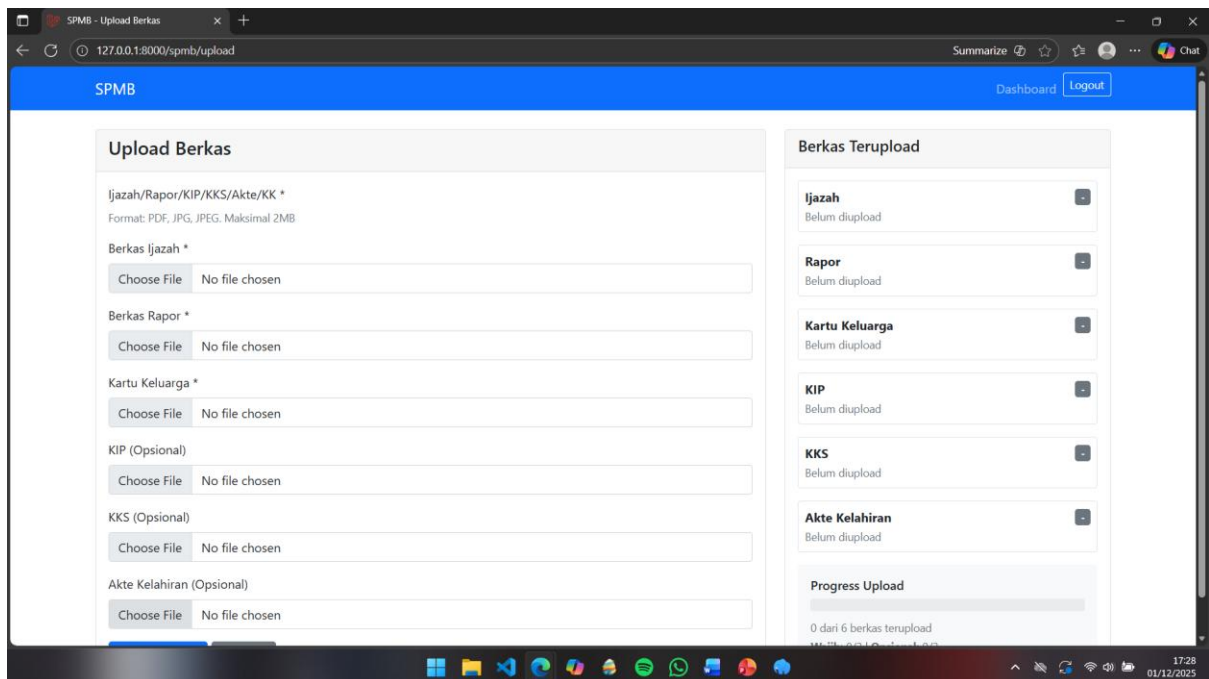 SPMB - Upload Berkas
127.0.0.1:8000/spmb/upload
Summarize
Chat
SPMB
Dashboard
Logout
Upload Berkas
Ijazah/Rapor/KIP/KKS/Akte/KK *
Format: PDF, JPG, JPEG. Maksimal 2MB
Berkas Ijazah *
Choose File No file chosen
Berkas Rapor *
Choose File No file chosen
Kartu Keluarga *
Choose File No file chosen
KIP (Opsional)
Choose File No file chosen
KKS (Opsional)
Choose File No file chosen
Akte Kelahiran (Opsional)
Choose File No file chosen
Berkas Terupload
Ijazah -
Belum diupload
Rapor -
Belum diupload
Kartu Keluarga -
Belum diupload
KIP -
Belum diupload
KKS -
Belum diupload
Akte Kelahiran -
Belum diupload
Progress Upload
0 dari 6 berkas terupload
17:28
01/12/2025